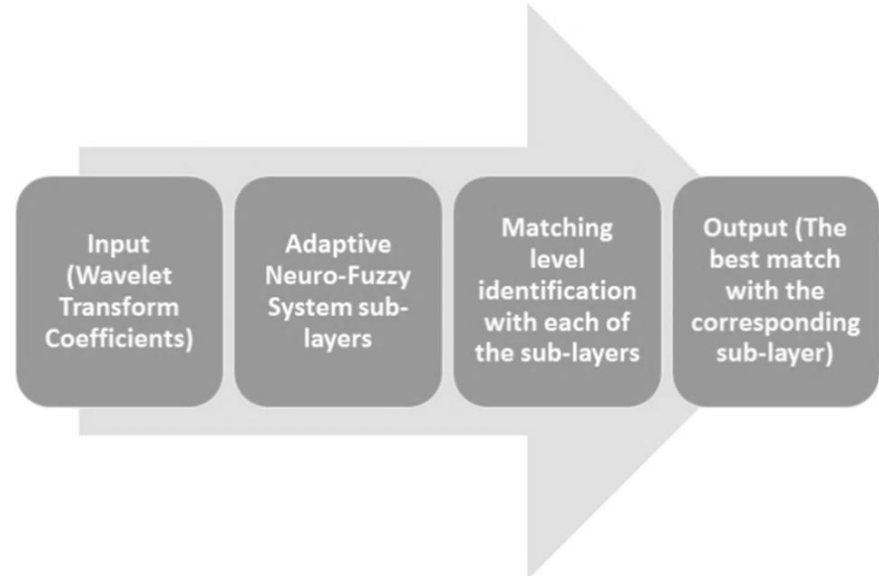 Input
(Wavelet
Transform
Coefficients)
Adaptive
Neuro-Fuzzy
System sub-
layers
Matching
level
identification
with each of
the sub-layers
Output (The
best match
with the
corresponding
sub-layer)